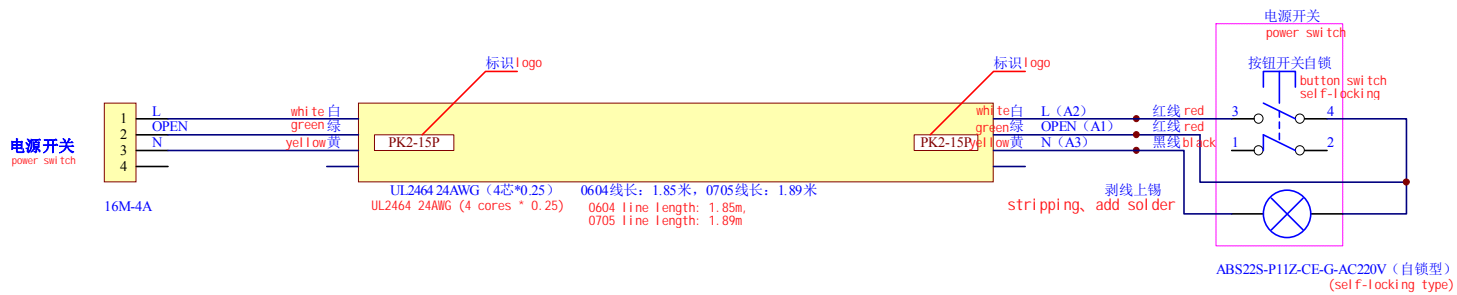 电源开关
power switch
标识logo
标识logo
按钮开关自锁
button switch
self-locking
1 L white白
2 OPEN green绿
3 N yellow黄
4
电源开关
power switch
16M-4A
PK2-15P
PK2-15P
white白 L（A2） 红线red 3 4
green绿 OPEN（A1） 红线red
yellow黄 N（A3） 黑线black 1 2
UL2464 24AWG（4芯*0.25） 0604线长：1.85米，0705线长：1.89米
UL2464 24AWG (4 cores * 0.25)
0604 line length: 1.85m,
0705 line length: 1.89m
剥线上锡
stripping、add solder
ABS22S-P11Z-CE-G-AC220V（自锁型）
(self-locking type)